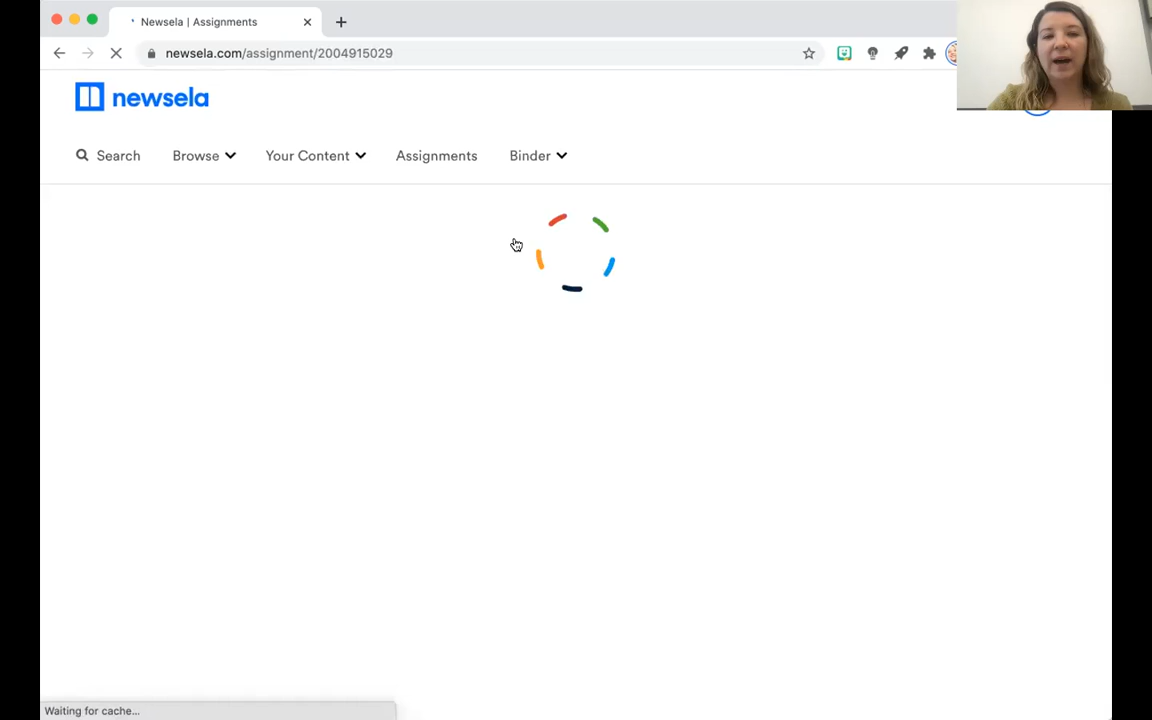 Newsela | Assignments
newsela.com/assignment/2004915029
newsela
Search Browse Your Content Assignments Binder
Waiting for cache...